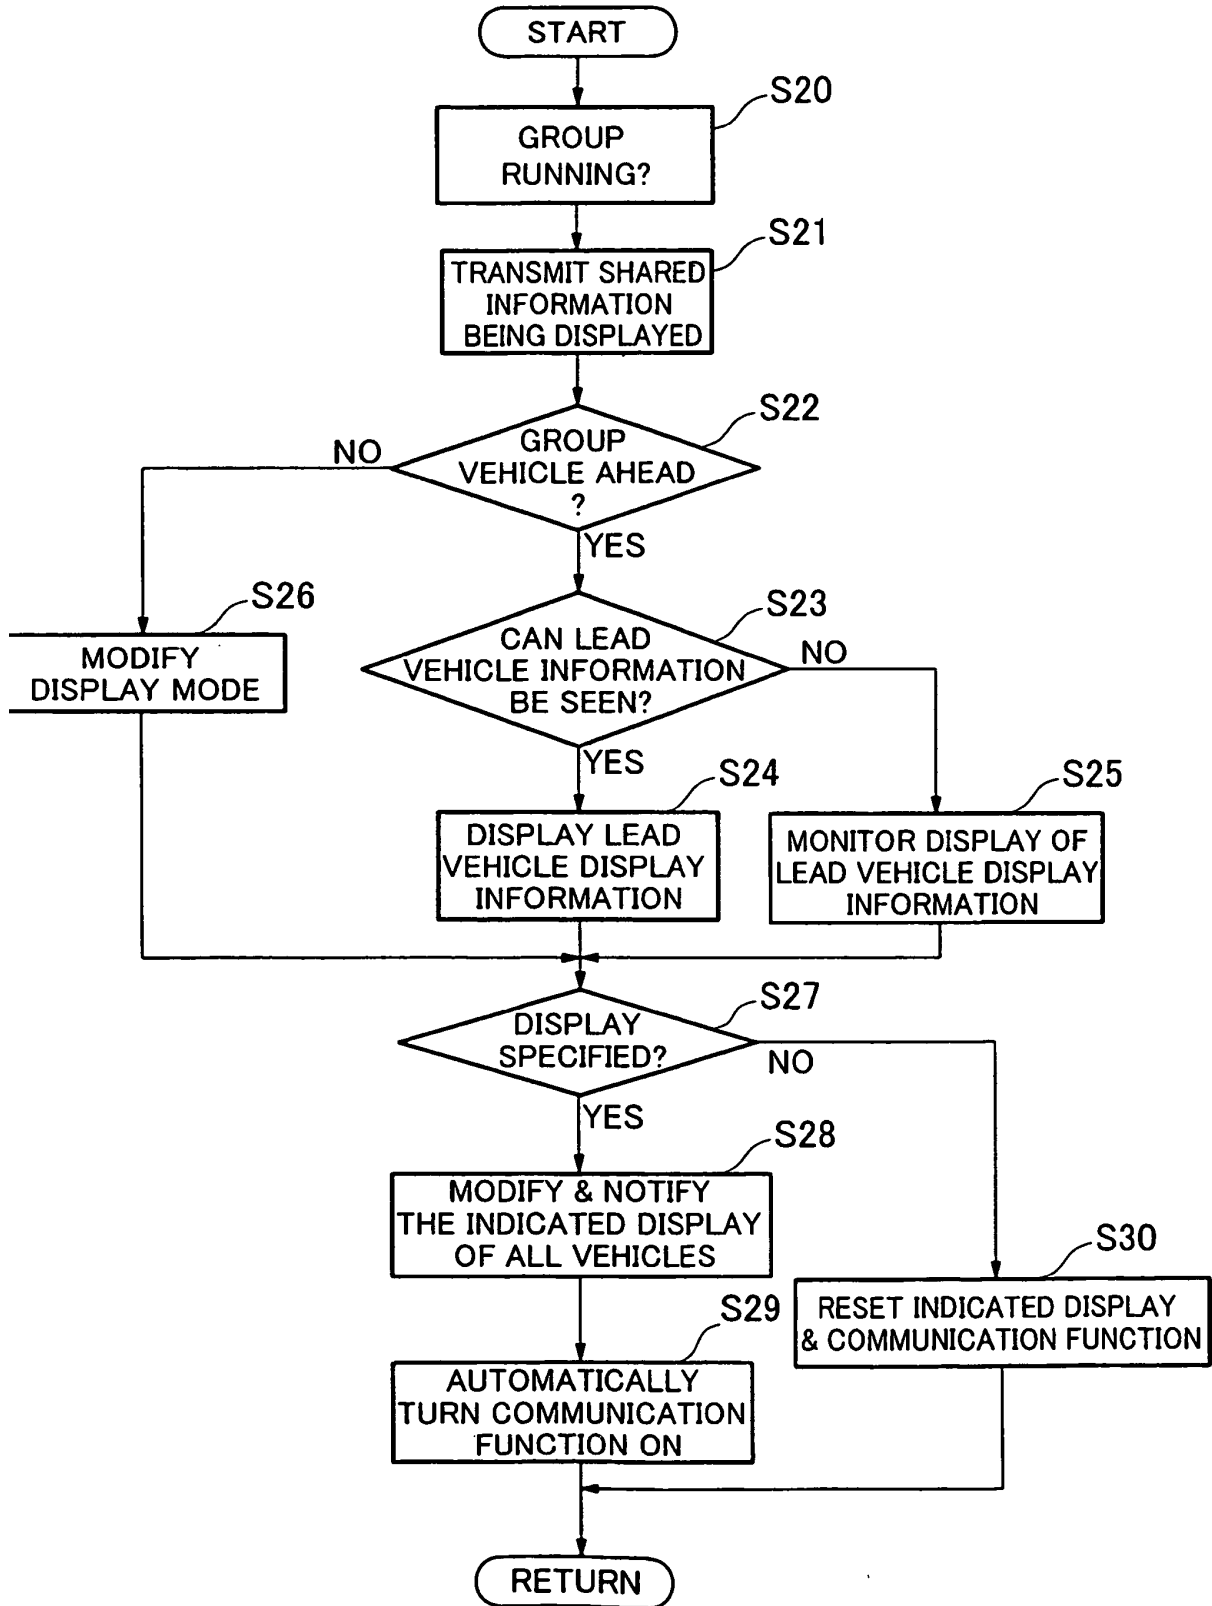 START
S20
GROUP
RUNNING?
S21
TRANSMIT SHARED
INFORMATION
BEING DISPLAYED
S22
GROUP
VEHICLE AHEAD
?
NO
YES
S26
MODIFY
DISPLAY MODE
S23
CAN LEAD
VEHICLE INFORMATION
BE SEEN?
NO
YES
S24
DISPLAY LEAD
VEHICLE DISPLAY
INFORMATION
S25
MONITOR DISPLAY OF
LEAD VEHICLE DISPLAY
INFORMATION
S27
DISPLAY
SPECIFIED?
NO
YES
S28
MODIFY & NOTIFY
THE INDICATED DISPLAY
OF ALL VEHICLES
S30
RESET INDICATED DISPLAY
& COMMUNICATION FUNCTION
S29
AUTOMATICALLY
TURN COMMUNICATION
FUNCTION ON
RETURN